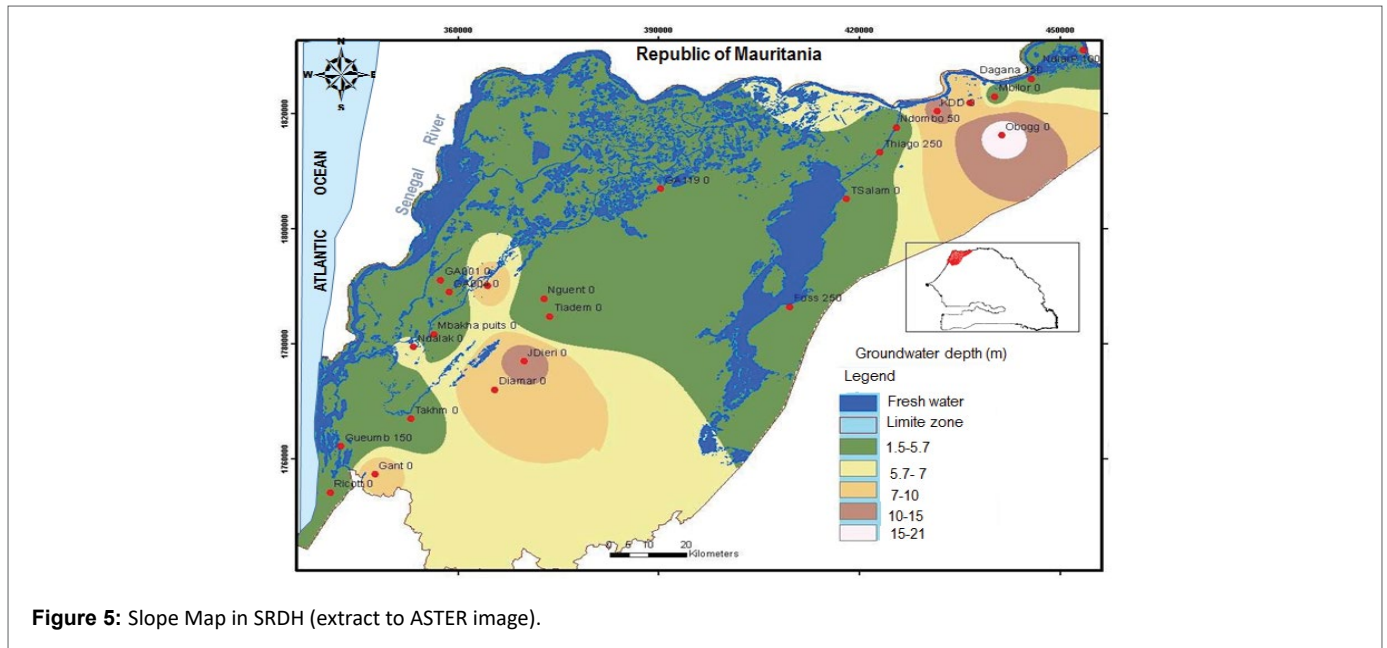 360000 390000 420000 450000
Republic of Mauritania
N
W E
S
1820000
1800000
1780000
1760000
ATLANTIC OCEAN
Senegal River
Dagana 150
Mbilor 0
Ndombo 50
Obogg 0
Thiago 250
GA119 0
TSalam 0
GA001 0
Nguent 0
Tiadem 0
Foss 250
Mbakha puits 0
Ndalak 0
JDieri 0
Diamar 0
Takhm 0
Gueumb 150
Gant 0
Ricott 0
Groundwater depth (m)
Legend
Fresh water
Limite zone
1.5-5.7
5.7- 7
7-10
10-15
15-21
0 5 10 20
Kilometers
Figure 5: Slope Map in SRDH (extract to ASTER image).